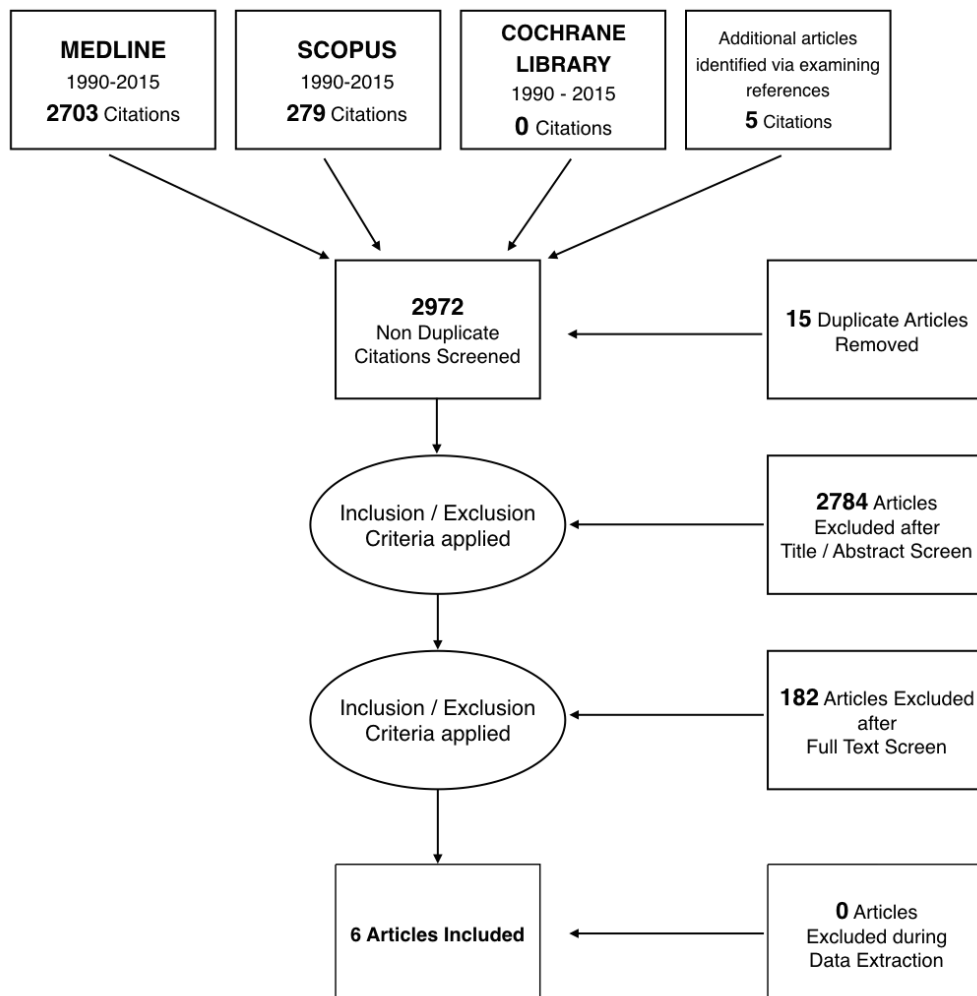 MEDLINE
1990-2015
2703 Citations
SCOPUS
1990-2015
279 Citations
COCHRANE
LIBRARY
1990 - 2015
0 Citations
Additional articles
identified via examining
references
5 Citations
2972
Non Duplicate
Citations Screened
15 Duplicate Articles
Removed
Inclusion / Exclusion
Criteria applied
2784 Articles
Excluded after
Title / Abstract Screen
Inclusion / Exclusion
Criteria applied
182 Articles Excluded
after
Full Text Screen
6 Articles Included
0 Articles
Excluded during
Data Extraction